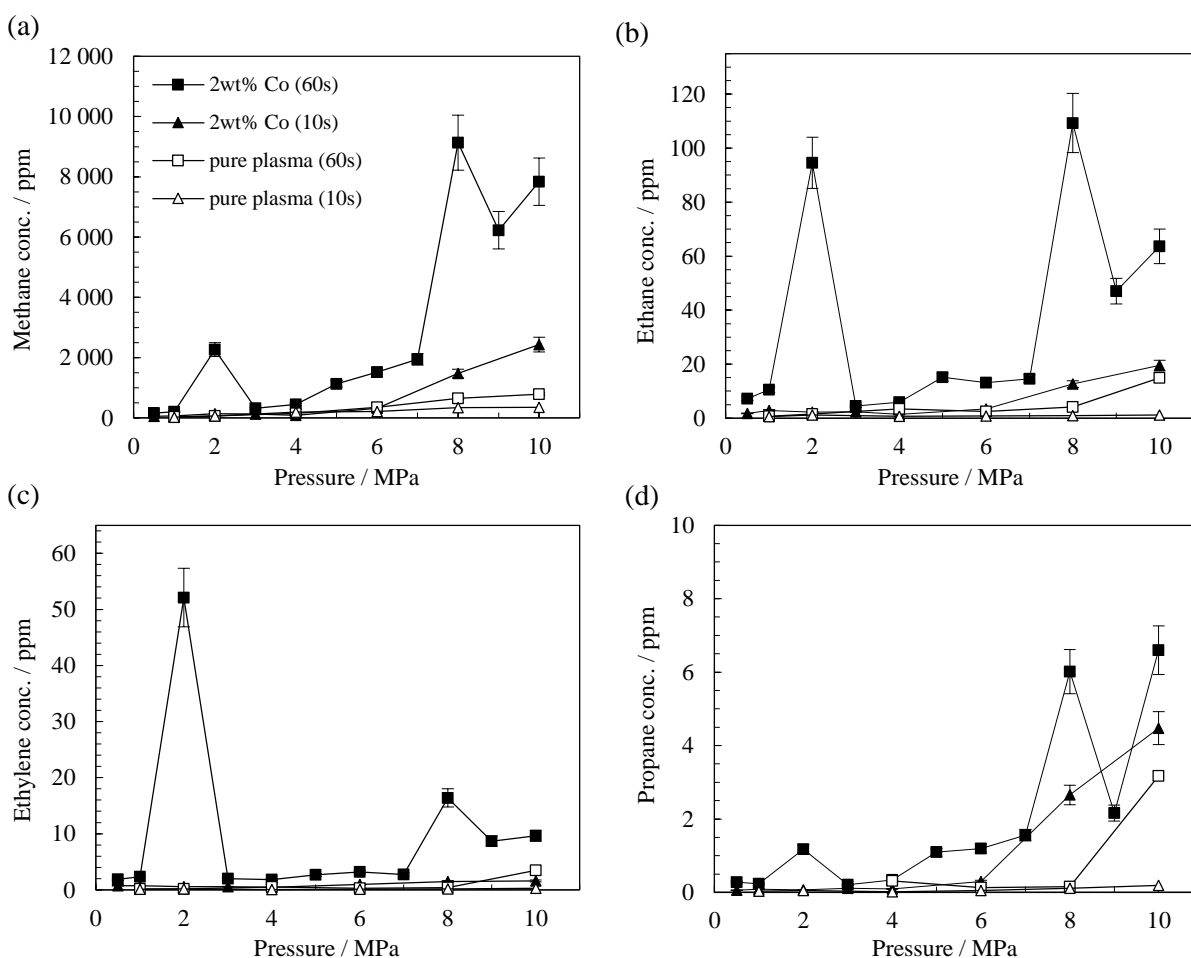 (a)
12 000
10 000
8 000
6 000
4 000
2 000
0
0 2 4 6 8 10
Methane conc. / ppm
Pressure / MPa
2wt% Co (60s)
2wt% Co (10s)
pure plasma (60s)
pure plasma (10s)
(b)
120
100
80
60
40
20
0
0 2 4 6 8 10
Ethane conc. / ppm
Pressure / MPa
(c)
60
50
40
30
20
10
0
0 2 4 6 8 10
Ethylene conc. / ppm
Pressure / MPa
(d)
10
8
6
4
2
0
0 2 4 6 8 10
Propane conc. / ppm
Pressure / MPa